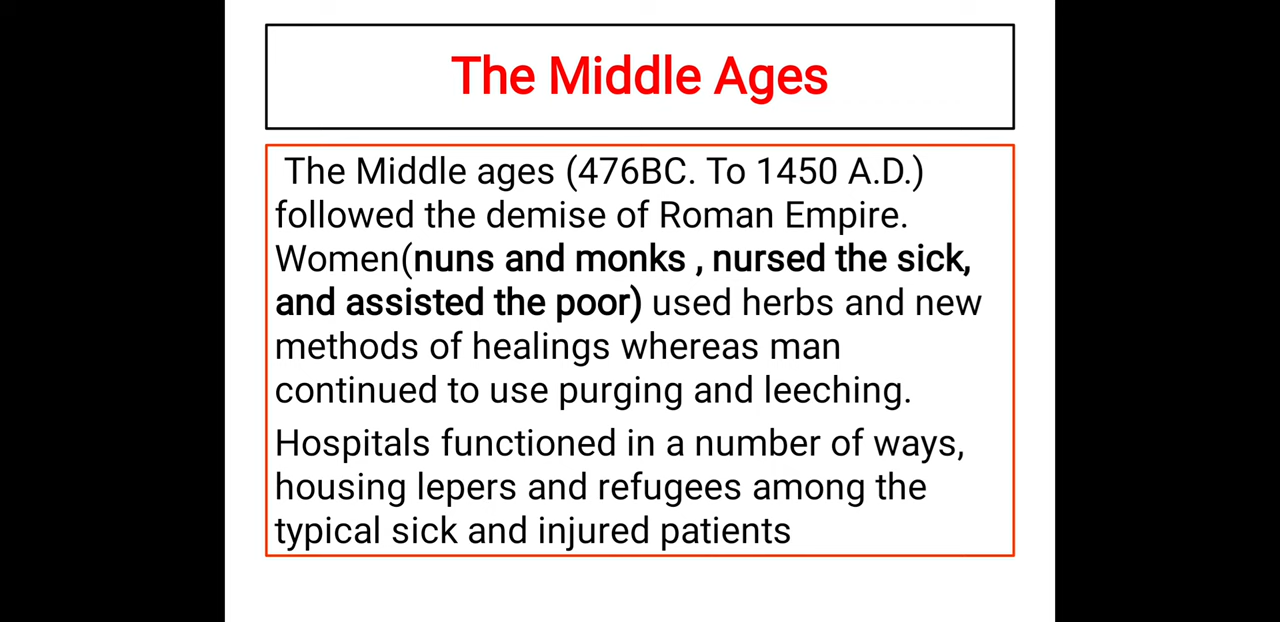 The Middle Ages
The Middle ages (476BC. To 1450 A.D.)
followed the demise of Roman Empire.
Women(nuns and monks , nursed the sick,
and assisted the poor) used herbs and new
methods of healings whereas man
continued to use purging and leeching.
Hospitals functioned in a number of ways,
housing lepers and refugees among the
typical sick and injured patients